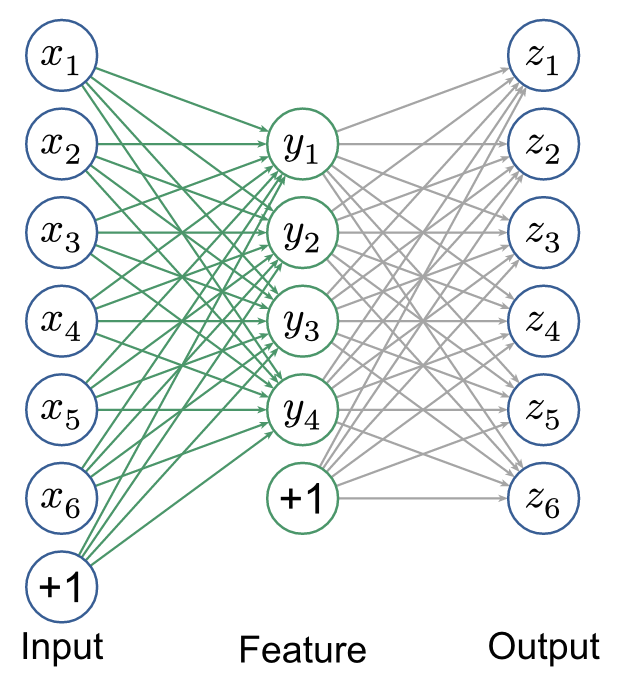 x₁
x₂
x₃
x₄
x₅
x₆
+1
Input
y₁
y₂
y₃
y₄
+1
Feature
z₁
z₂
z₃
z₄
z₅
z₆
Output